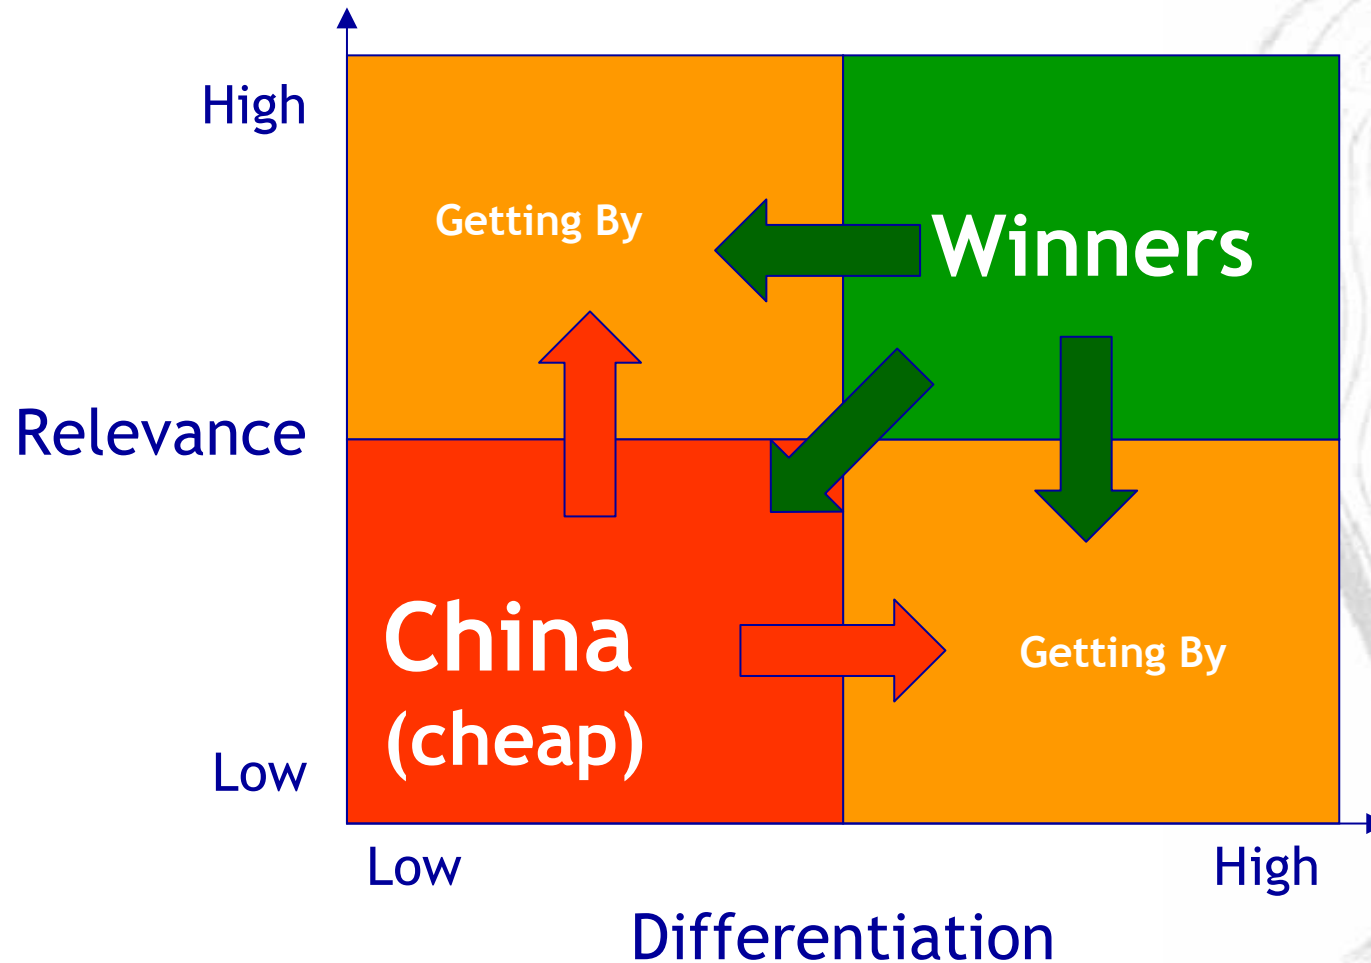 High
Getting By
Winners
Relevance
China
(cheap)
Getting By
Low
Low
High
Differentiation